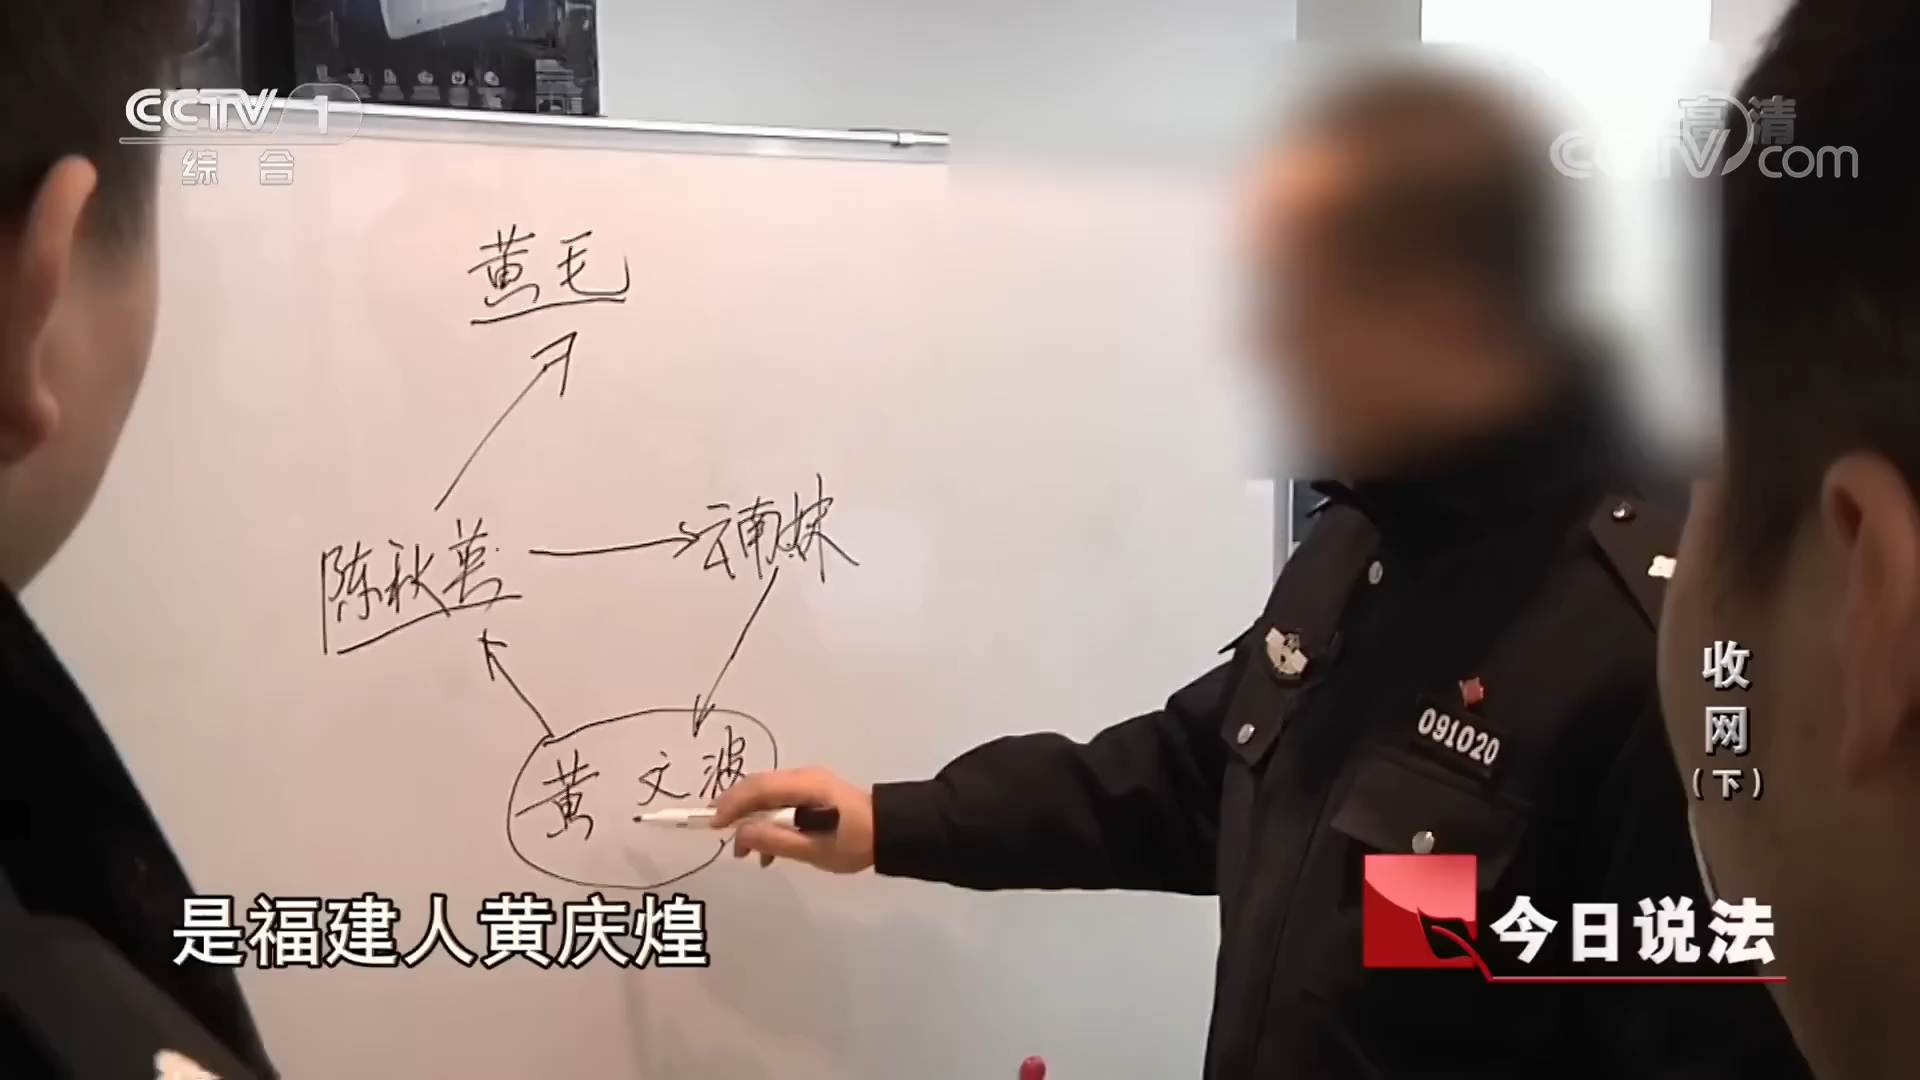 CCTV 1
综合
高清
CCTV com
黄毛
陈秋菩
云南妹
黄文波
091020
收网
(下)
是福建人黄庆煌
今日说法